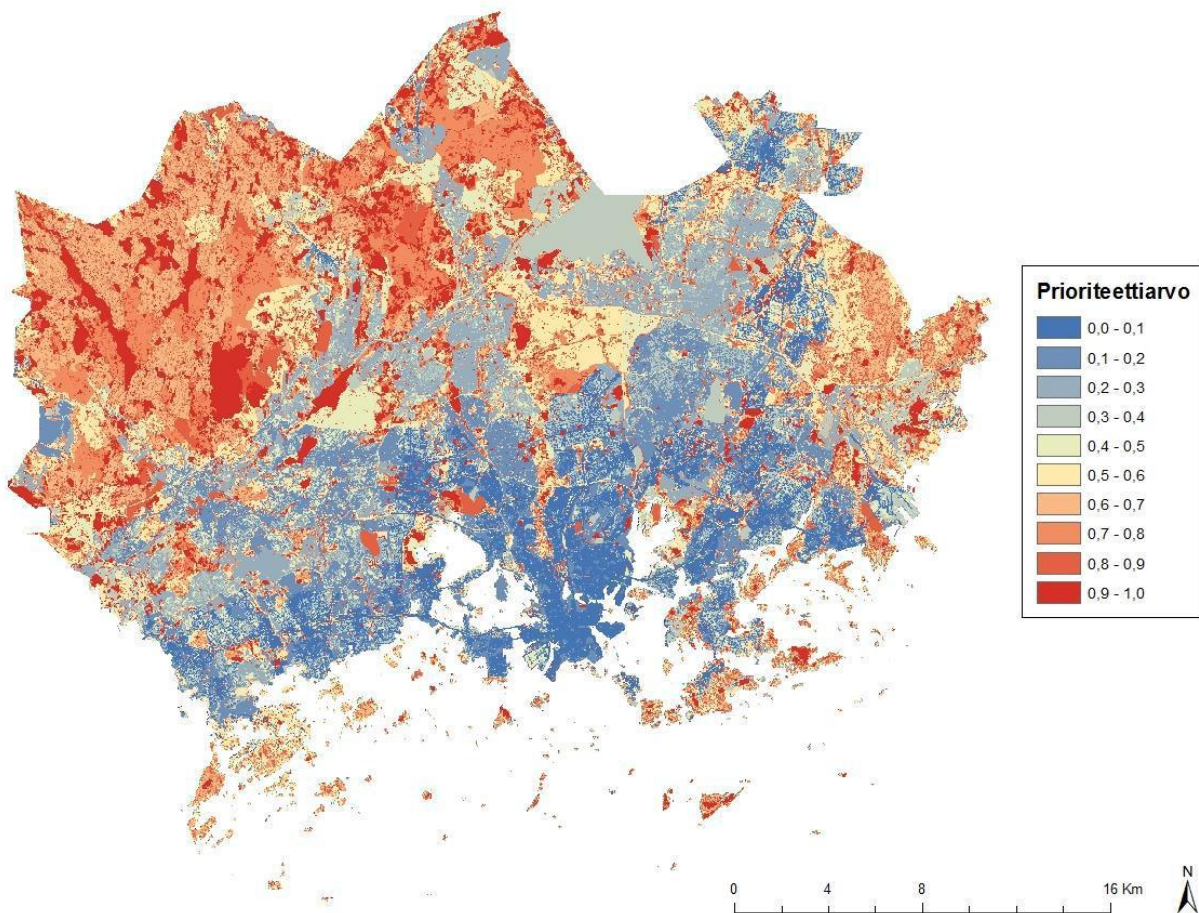 Prioriteettiarvo
0,0 - 0,1
0,1 - 0,2
0,2 - 0,3
0,3 - 0,4
0,4 - 0,5
0,5 - 0,6
0,6 - 0,7
0,7 - 0,8
0,8 - 0,9
0,9 - 1,0
N
0 4 8 16 Km